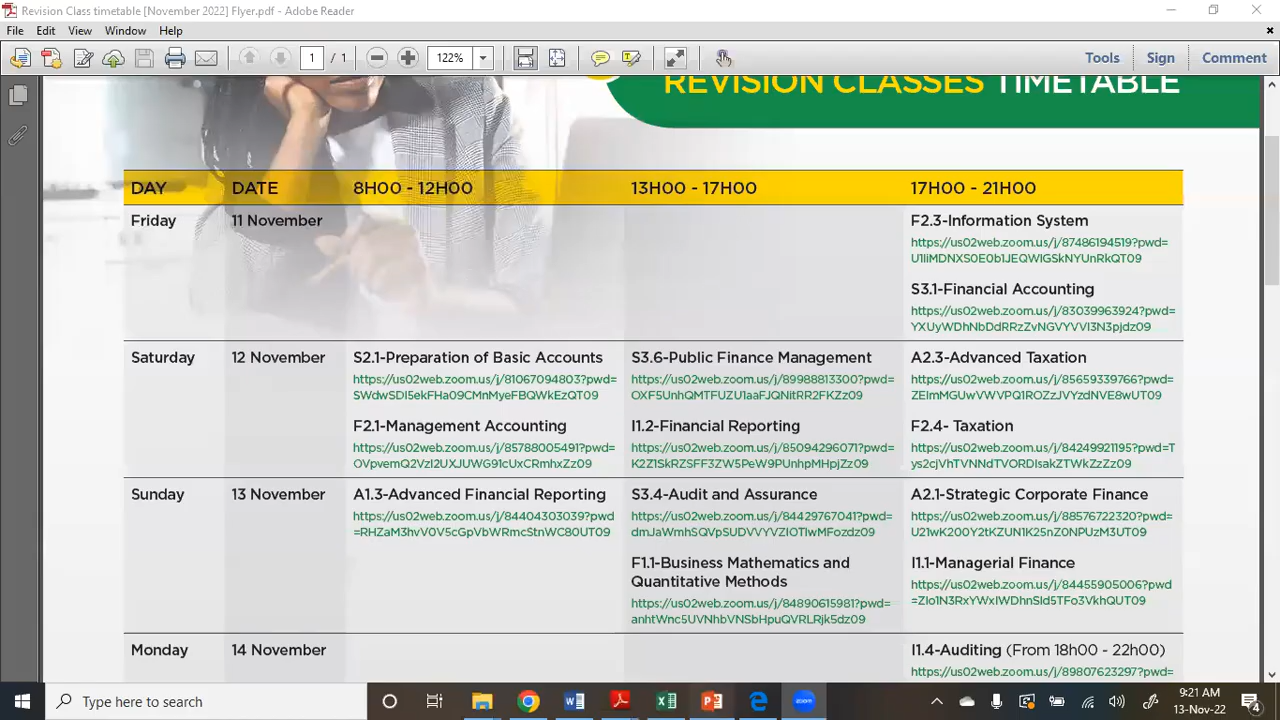 Revision Class timetable [November 2022] Flyer.pdf - Adobe Reader
File Edit View Window Help
1 / 1 122% Tools Sign Comment
REVISION CLASSES TIMETABLE
DAY DATE 8H00 - 12H00 13H00 - 17H00 17H00 - 21H00
Friday 11 November F2.3-Information System
https://us02web.zoom.us/j/87486194519?pwd=
U1liMDNXS0E0b1JEQWlGSkNYUnRkQT09
S3.1-Financial Accounting
https://us02web.zoom.us/j/83039963924?pwd=
YXUyWDhNbDdRRzZvNGVYVVI3N3pjdz09
Saturday 12 November S2.1-Preparation of Basic Accounts S3.6-Public Finance Management A2.3-Advanced Taxation
https://us02web.zoom.us/j/81067094803?pwd= https://us02web.zoom.us/j/89988813300?pwd= https://us02web.zoom.us/j/85659339766?pwd=
SWdwSDI5ekFHa09CMnMyeFBQWkEzQT09 OXF5UnhQMTFUZU1aaFJQNitRR2FKZz09 ZElmMGUwVWVPQ1ROZzJVYzdNVE8wUT09
F2.1-Management Accounting I1.2-Financial Reporting F2.4- Taxation
https://us02web.zoom.us/j/85788005491?pwd= https://us02web.zoom.us/j/85094296071?pwd= https://us02web.zoom.us/j/84249921195?pwd=T
OVpvemQ2VzI2UXJUWG91cUxCRmhxZz09 K2Z1SkRZSFF3ZW5PeW9PUnhpMHpjZz09 ys2cjVhTVNNdTVORDlsakZTWkZzZz09
Sunday 13 November A1.3-Advanced Financial Reporting S3.4-Audit and Assurance A2.1-Strategic Corporate Finance
https://us02web.zoom.us/j/84404303039?pwd https://us02web.zoom.us/j/84429767041?pwd= https://us02web.zoom.us/j/88576722320?pwd=
=RHZaM3hvV0V5cGpVbWRmcStnWC80UT09 dmJaWmhSQVpSUDVVYVZIOTlwMFozdz09 U21wK200Y2tKZUN1K25nZ0NPUzM3UT09
F1.1-Business Mathematics and I1.1-Managerial Finance
Quantitative Methods https://us02web.zoom.us/j/84455905006?pwd
https://us02web.zoom.us/j/84890615981?pwd= =Zlo1N3RxYWxIWDhnSld5TFo3VkhQUT09
anhtWnc5UVNhbVNSbHpuQVRLRjk5dz09
Monday 14 November I1.4-Auditing (From 18h00 - 22h00)
https://us02web.zoom.us/j/89807623297?pwd=
Type here to search 9:21 AM
13-Nov-22 4